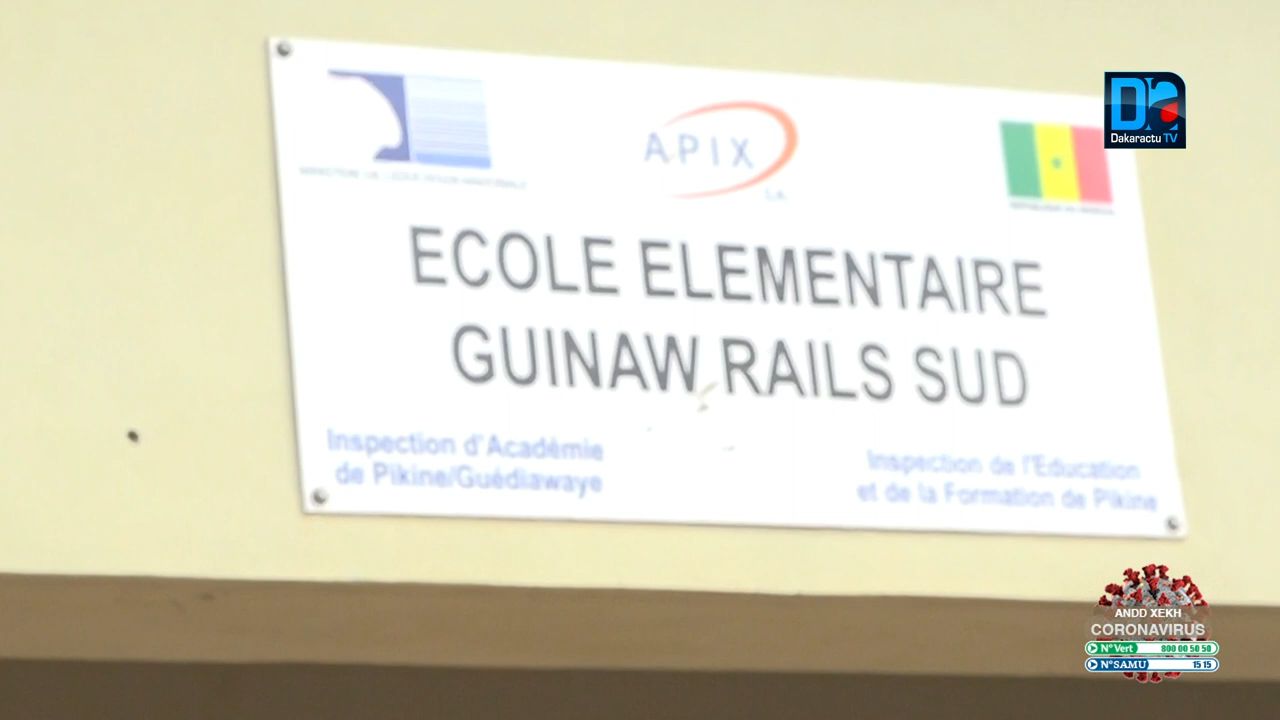 Dakaractu TV
APIX
S.A.
ECOLE ELEMENTAIRE
GUINAW RAILS SUD
Inspection d'Académie
de Pikine/Guédiawaye
Inspection de l'Education
et de la Formation de Pikine
ANDD XEKH
CORONAVIRUS
N° Vert 800 00 50 50
N°SAMU 15 15